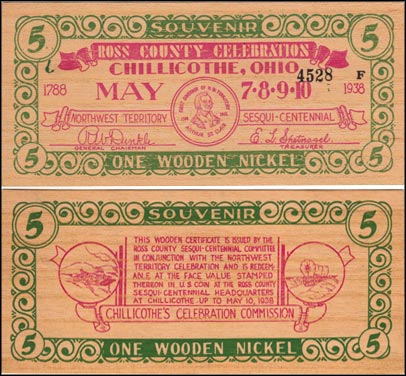 5 SOUVENIR 5
ROSS COUNTY CELEBRATION
CHILLICOTHE, OHIO
4528 F
1788 MAY 7·8·9·10 1938
NORTHWEST TERRITORY SESQUI-CENTENNIAL
ARTHUR ST CLAIR
GENERAL CHAIRMAN TREASURER
5 ONE WOODEN NICKEL 5
5 SOUVENIR 5
THIS WOODEN CERTIFICATE IS ISSUED BY THE
ROSS COUNTY SESQUI-CENTENNIAL COMMITTEE
IN CONJUNCTION WITH THE NORTHWEST
TERRITORY CELEBRATION AND IS REDEEM-
ABLE AT THE FACE VALUE STAMPED
THEREON IN U.S COIN AT THE ROSS COUNTY
SESQUI-CENTENNIAL HEADQUARTERS
AT CHILLICOTHE UP TO MAY 10, 1938
CHILLICOTHE'S CELEBRATION COMMISSION
5 ONE WOODEN NICKEL 5